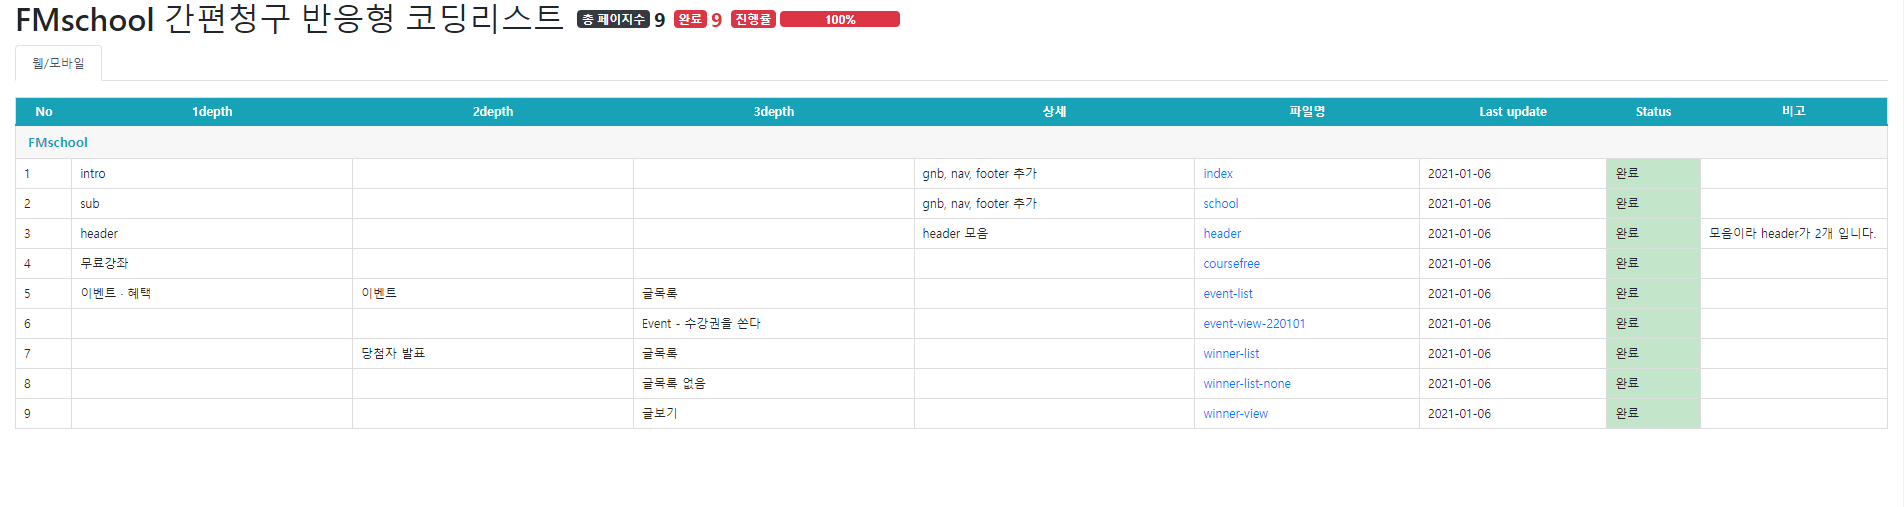 FMschool 간편청구 반응형 코딩리스트 총 페이지수 9 완료 9 진행률 100%
웹/모바일
No 1depth 2depth 3depth 상세 파일명 Last update Status 비고
FMschool
1 intro gnb, nav, footer 추가 index 2021-01-06 완료
2 sub gnb, nav, footer 추가 school 2021-01-06 완료
3 header header 모음 header 2021-01-06 완료 모음이라 header가 2개 입니다.
4 무료강좌 coursefree 2021-01-06 완료
5 이벤트 · 혜택 이벤트 글목록 event-list 2021-01-06 완료
6 Event - 수강권을 쏜다 event-view-220101 2021-01-06 완료
7 당첨자 발표 글목록 winner-list 2021-01-06 완료
8 글목록 없음 winner-list-none 2021-01-06 완료
9 글보기 winner-view 2021-01-06 완료